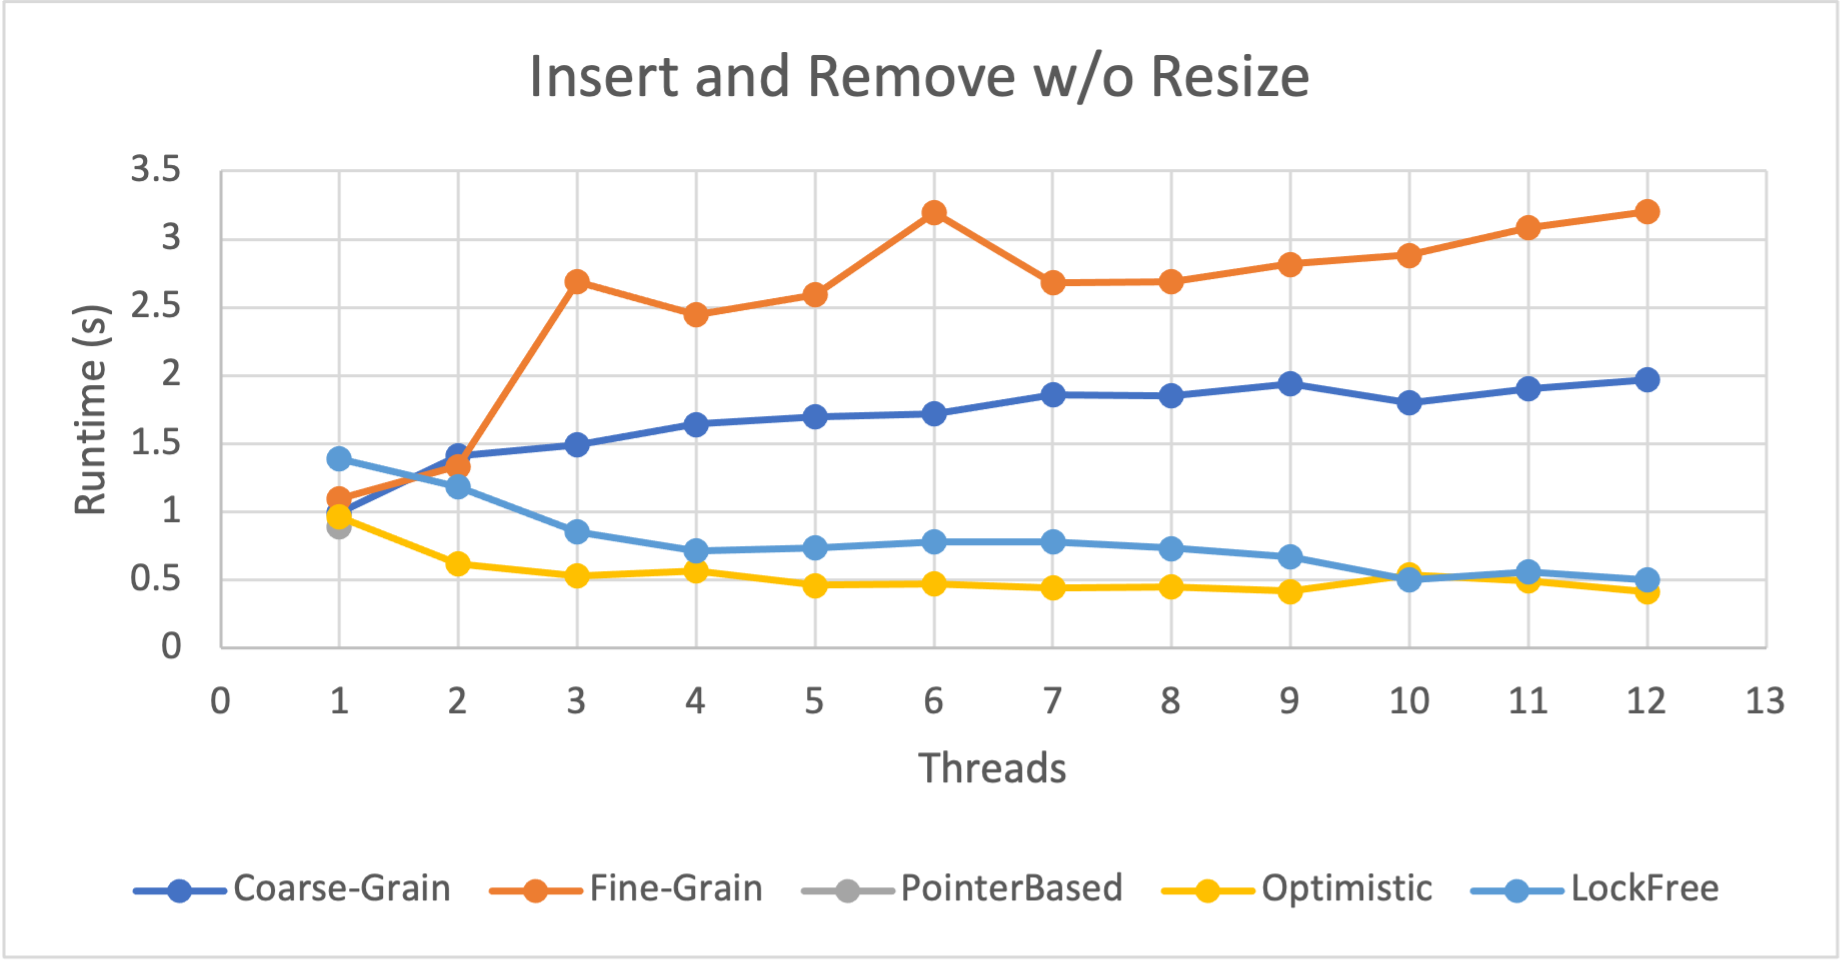 Insert and Remove w/o Resize
3.5
3
2.5
2
1.5
1
0.5
0
Runtime (s)
0 1 2 3 4 5 6 7 8 9 10 11 12 13
Threads
Coarse-Grain Fine-Grain PointerBased Optimistic LockFree